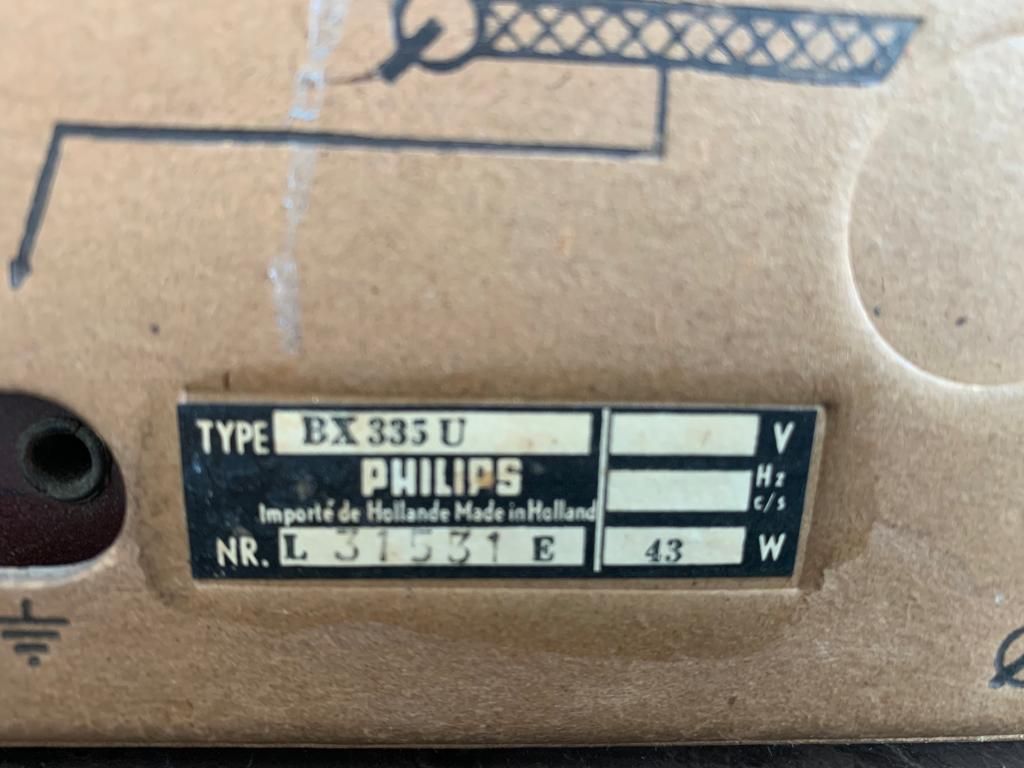 TYPE BX 335 U V
PHILIPS Hz
c/s
Importé de Hollande Made in Holland
NR. L 31531 E 43 W